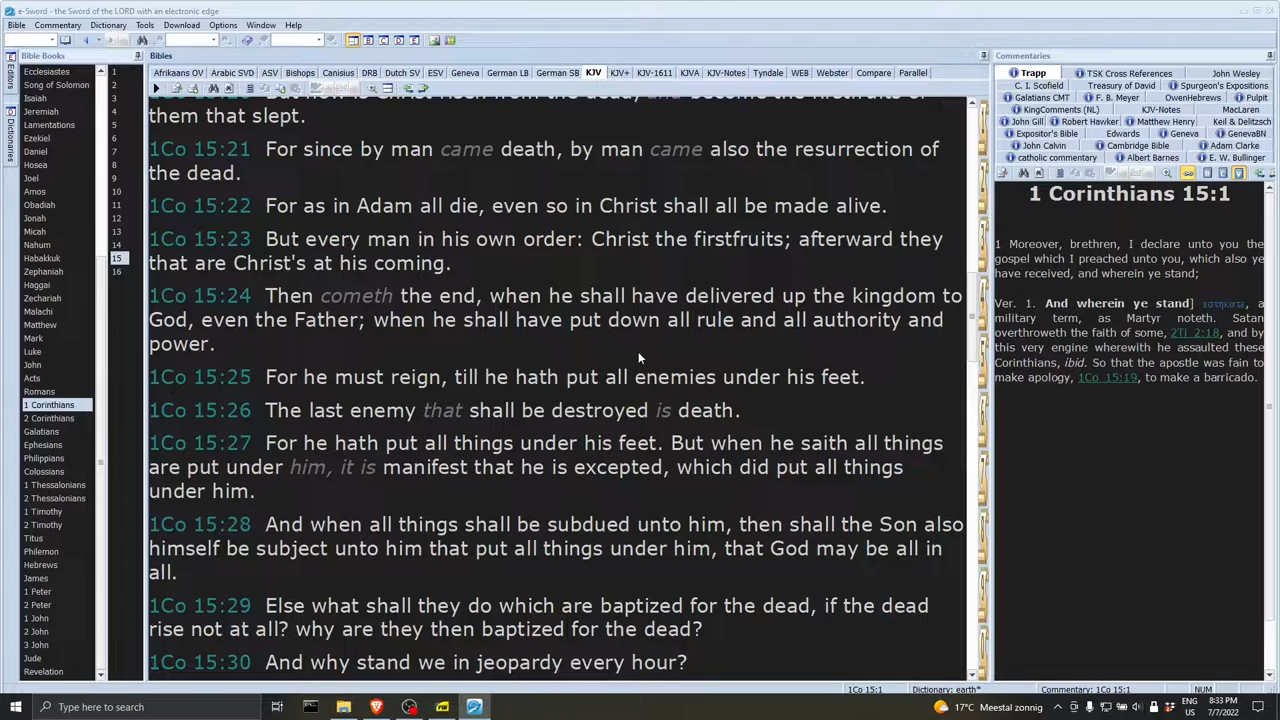 e-Sword - the Sword of the LORD with an electronic edge
Bible Commentary Dictionary Tools Download Options Window Help
Bible Books
Ecclesiastes
Song of Solomon
Isaiah
Jeremiah
Lamentations
Ezekiel
Daniel
Hosea
Joel
Amos
Obadiah
Jonah
Micah
Nahum
Habakkuk
Zephaniah
Haggai
Zechariah
Malachi
Matthew
Mark
Luke
John
Acts
Romans
1 Corinthians
2 Corinthians
Galatians
Ephesians
Philippians
Colossians
1 Thessalonians
2 Thessalonians
1 Timothy
2 Timothy
Titus
Philemon
Hebrews
James
1 Peter
2 Peter
1 John
2 John
3 John
Jude
Revelation
1
2
3
4
5
6
7
8
9
10
11
12
13
14
15
16
Editors
Dictionaries
Bibles
Afrikaans OV Arabic SVD ASV Bishops Canisius DRB Dutch SV ESV Geneva German LB German SB KJV KJV+ KJV-1611 KJVA KJV-Notes Tyndale WEB Webster Compare Parallel
them that slept.
1Co 15:21 For since by man came death, by man came also the resurrection of
the dead.
1Co 15:22 For as in Adam all die, even so in Christ shall all be made alive.
1Co 15:23 But every man in his own order: Christ the firstfruits; afterward they
that are Christ's at his coming.
1Co 15:24 Then cometh the end, when he shall have delivered up the kingdom to
God, even the Father; when he shall have put down all rule and all authority and
power.
1Co 15:25 For he must reign, till he hath put all enemies under his feet.
1Co 15:26 The last enemy that shall be destroyed is death.
1Co 15:27 For he hath put all things under his feet. But when he saith all things
are put under him, it is manifest that he is excepted, which did put all things
under him.
1Co 15:28 And when all things shall be subdued unto him, then shall the Son also
himself be subject unto him that put all things under him, that God may be all in
all.
1Co 15:29 Else what shall they do which are baptized for the dead, if the dead
rise not at all? why are they then baptized for the dead?
1Co 15:30 And why stand we in jeopardy every hour?
Commentaries
Trapp TSK Cross References John Wesley
C. I. Scofield Treasury of David Spurgeon's Expositions
Galatians CMT F. B. Meyer OwenHebrews Pulpit
KingComments (NL) KJV-Notes MacLaren
John Gill Robert Hawker Matthew Henry Keil & Delitzsch
Expositor's Bible Edwards Geneva GenevaBN
John Calvin Cambridge Bible Adam Clarke
catholic commentary Albert Barnes E. W. Bullinger
1 Corinthians 15:1
1 Moreover, brethren, I declare unto you the
gospel which I preached unto you, which also ye
have received, and wherein ye stand;
Ver. 1. And wherein ye stand] εστηκατε, a
military term, as Martyr noteth. Satan
overthroweth the faith of some, 2Ti_2:18, and by
this very engine wherewith he assaulted these
Corinthians, ibid. So that the apostle was fain to
make apology, 1Co_15:19, to make a barricado.
1Co 15:1 Dictionary: earth* Commentary: 1Co 15:1 NUM
Type here to search
17°C Meestal zonnig
ENG
US
8:33 PM
7/7/2022